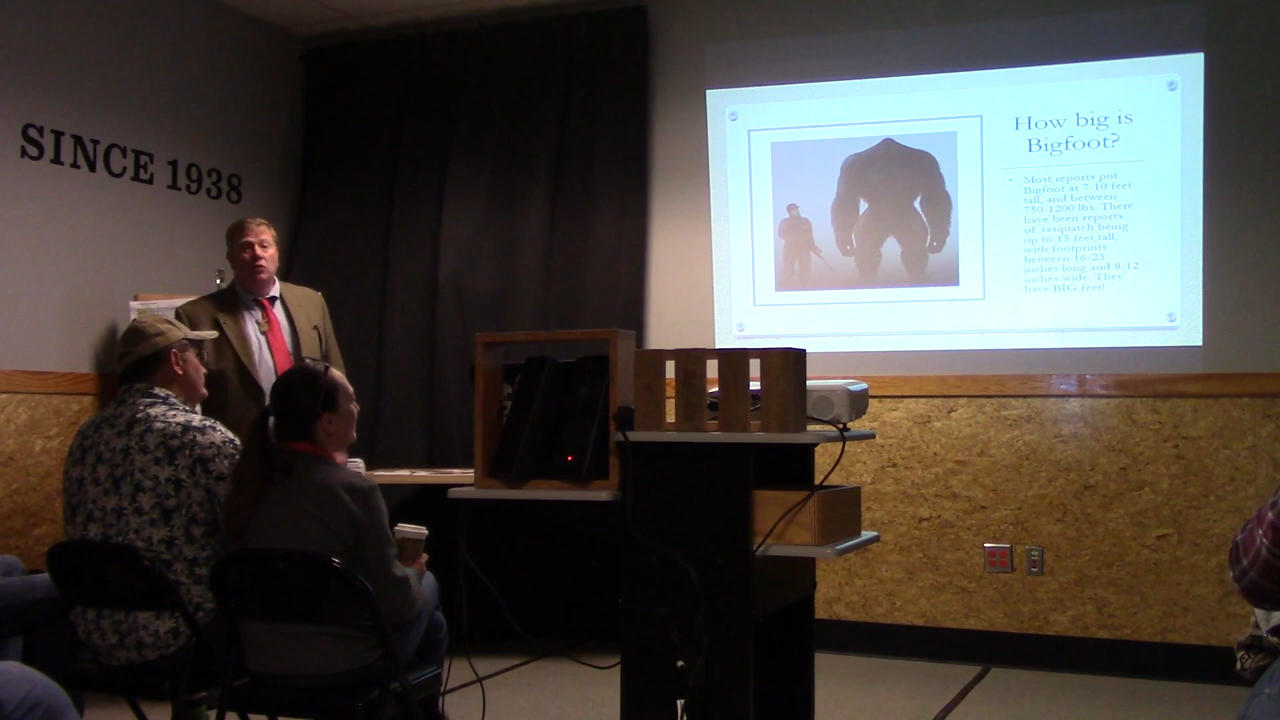 SINCE 1938
How big is
Bigfoot?
Most reports put
Bigfoot at 7-10 feet
tall, and between
750-1200 lbs. There
have been reports
of sasquatch being
up to 15 feet tall,
with footprints
between 16-23
inches long and 8-12
inches wide. They
have BIG feet!